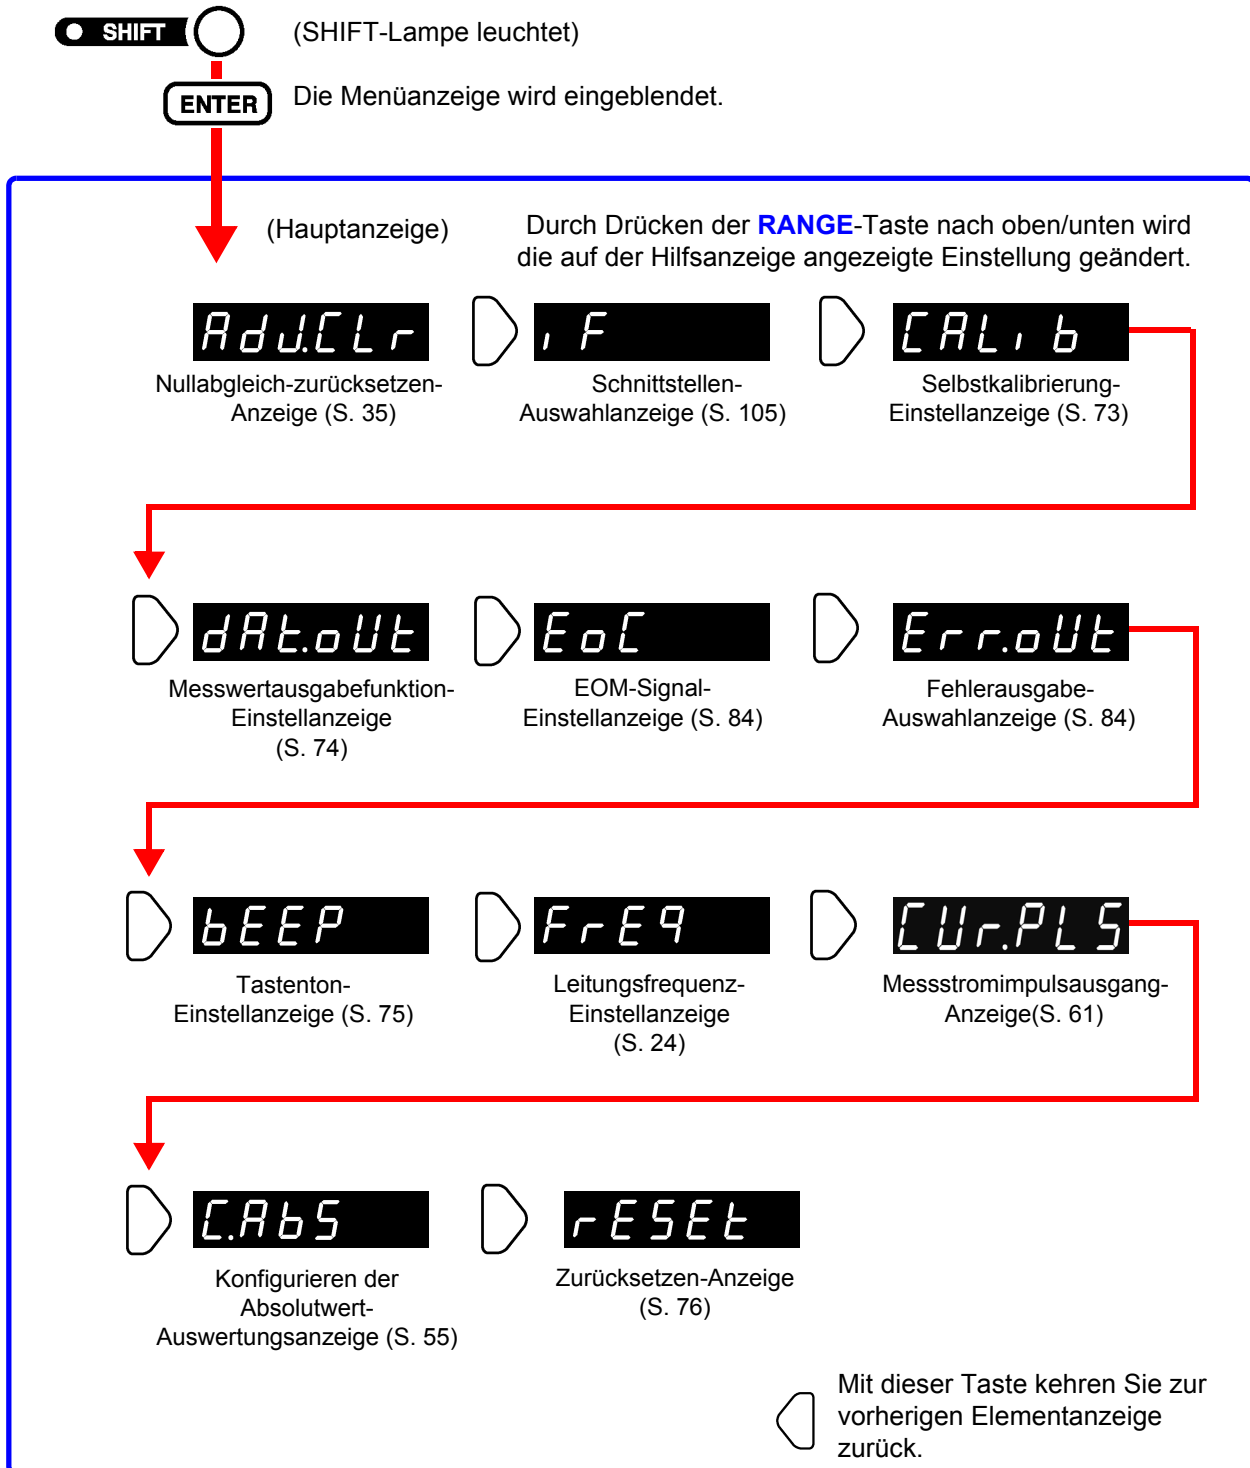 SHIFT (SHIFT-Lampe leuchtet)
ENTER Die Menüanzeige wird eingeblendet.
(Hauptanzeige)
Durch Drücken der RANGE-Taste nach oben/unten wird
die auf der Hilfsanzeige angezeigte Einstellung geändert.
AdJ.CLr
Nullabgleich-zurücksetzen-
Anzeige (S. 35)
iF
Schnittstellen-
Auswahlanzeige (S. 105)
CALib
Selbstkalibrierung-
Einstellanzeige (S. 73)
dAt.oUt
Messwertausgabefunktion-
Einstellanzeige
(S. 74)
EoC
EOM-Signal-
Einstellanzeige (S. 84)
Err.oUt
Fehlerausgabe-
Auswahlanzeige (S. 84)
bEEP
Tastenton-
Einstellanzeige (S. 75)
FrEq
Leitungsfrequenz-
Einstellanzeige
(S. 24)
CUr.PLS
Messstromimpulsausgang-
Anzeige(S. 61)
C.AbS
Konfigurieren der
Absolutwert-
Auswertungsanzeige (S. 55)
rESEt
Zurücksetzen-Anzeige
(S. 76)
Mit dieser Taste kehren Sie zur
vorherigen Elementanzeige
zurück.